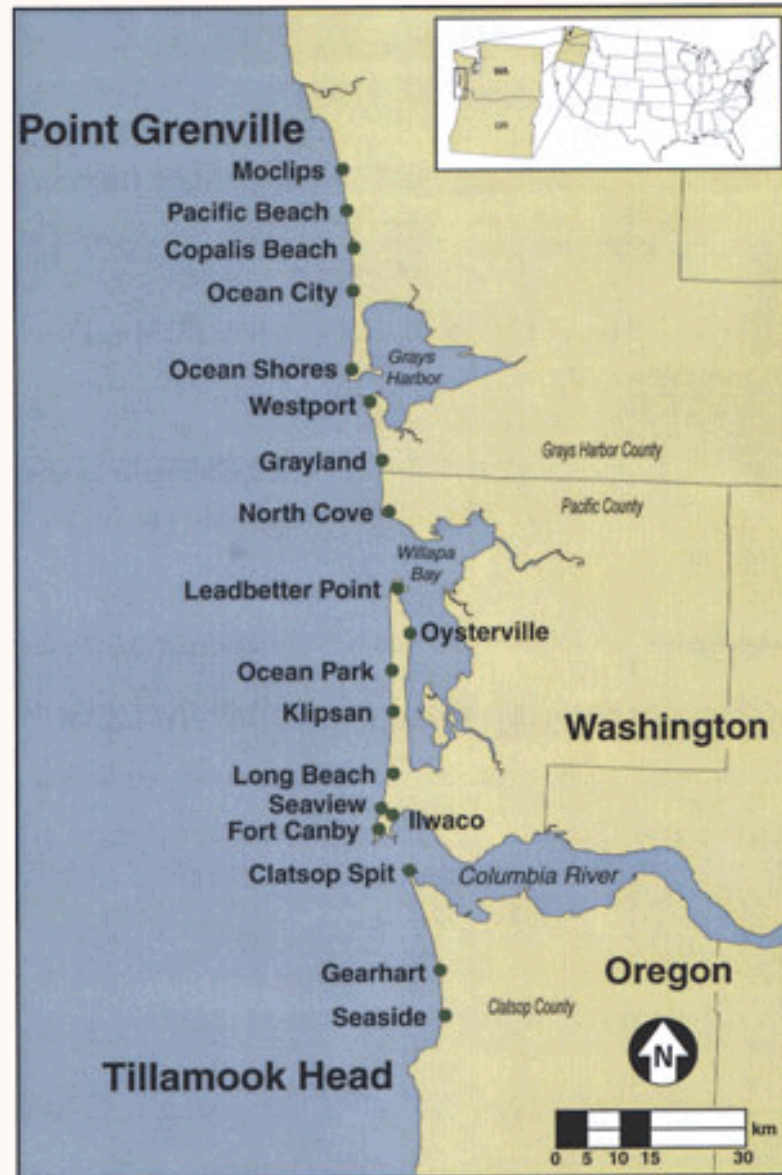 WA
OR
Point Grenville
Moclips
Pacific Beach
Copalis Beach
Ocean City
Ocean Shores
Grays
Harbor
Westport
Grayland
Grays Harbor County
North Cove
Pacific County
Willapa
Bay
Leadbetter Point
Oysterville
Ocean Park
Klipsan
Washington
Long Beach
Seaview
Ilwaco
Fort Canby
Clatsop Spit
Columbia River
Gearhart
Oregon
Clatsop County
Seaside
N
Tillamook Head
km
0 5 10 15 30